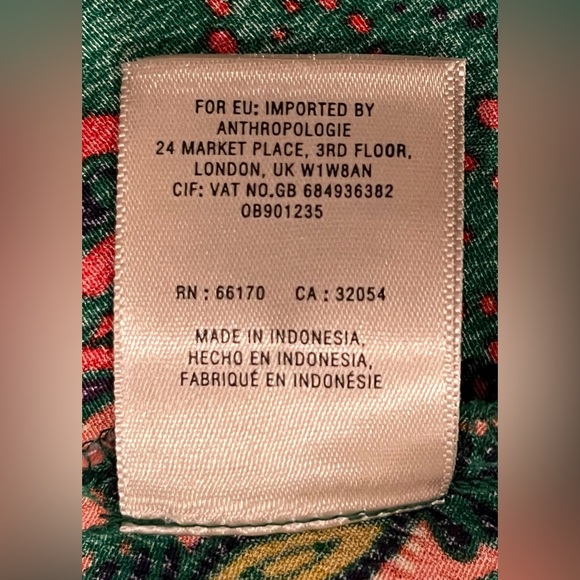 FOR EU: IMPORTED BY
ANTHROPOLOGIE
24 MARKET PLACE, 3RD FLOOR,
LONDON, UK W1W8AN
CIF: VAT NO.GB 684936382
OB901235
RN : 66170 CA : 32054
MADE IN INDONESIA,
HECHO EN INDONESIA,
FABRIQUÉ EN INDONÉSIE